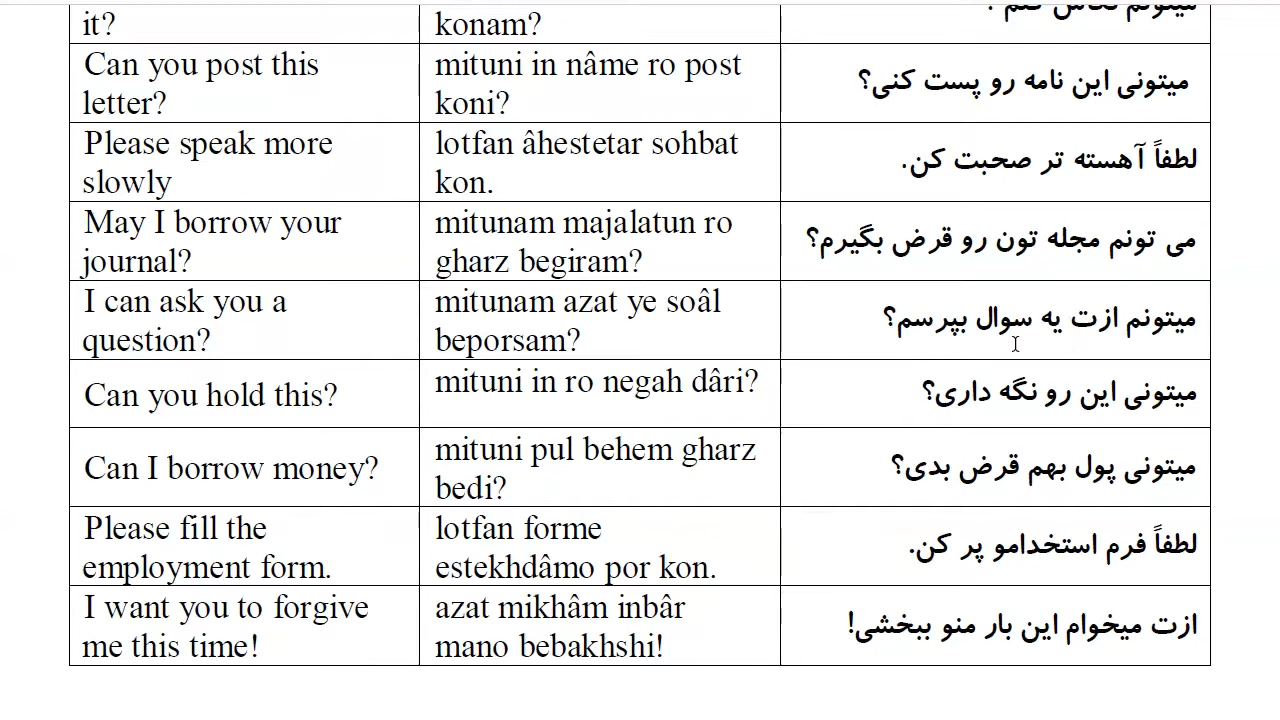 it?
konam?
Can you post this
letter?
mituni in nâme ro post
koni?
میتونی این نامه رو پست کنی؟
Please speak more
slowly
lotfan âhestetar sohbat
kon.
لطفاً آهسته تر صحبت کن.
May I borrow your
journal?
mitunam majalatun ro
gharz begiram?
می تونم مجله تون رو قرض بگیرم؟
I can ask you a
question?
mitunam azat ye soâl
beporsam?
میتونم ازت یه سوال بپرسم؟
Can you hold this?
mituni in ro negah dâri?
میتونی این رو نگه داری؟
Can I borrow money?
mituni pul behem gharz
bedi?
میتونی پول بهم قرض بدی؟
Please fill the
employment form.
lotfan forme
estekhdâmo por kon.
لطفاً فرم استخدامو پر کن.
I want you to forgive
me this time!
azat mikhâm inbâr
mano bebakhshi!
ازت میخوام این بار منو ببخشی!